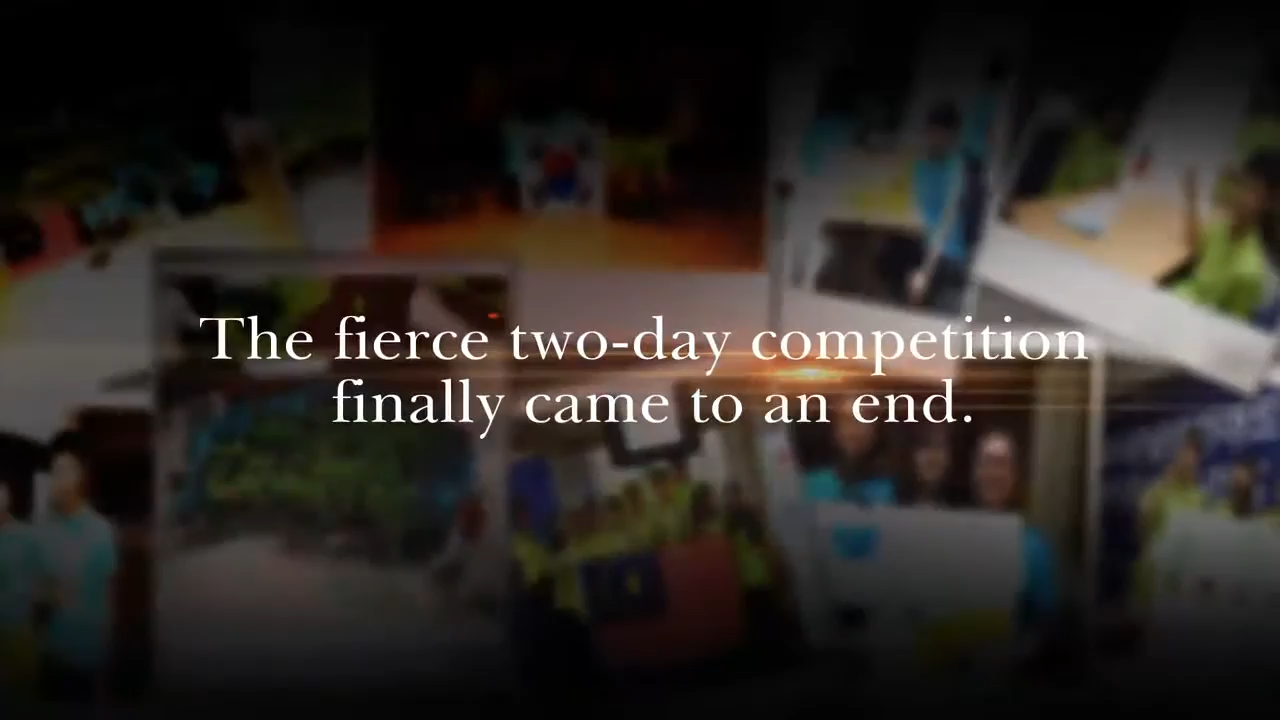 The fierce two-day competition
finally came to an end.